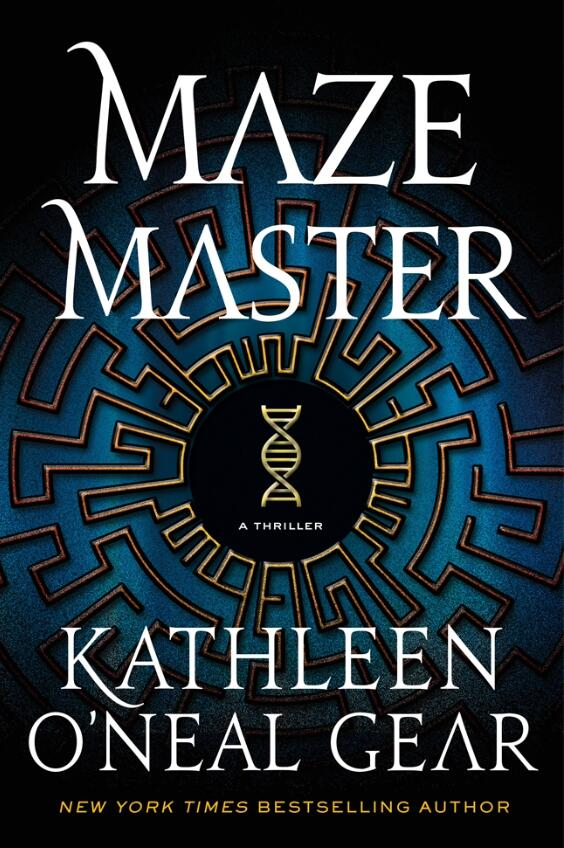 MAZE
MASTER
A THRILLER
KATHLEEN
O'NEAL GEAR
NEW YORK TIMES BESTSELLING AUTHOR